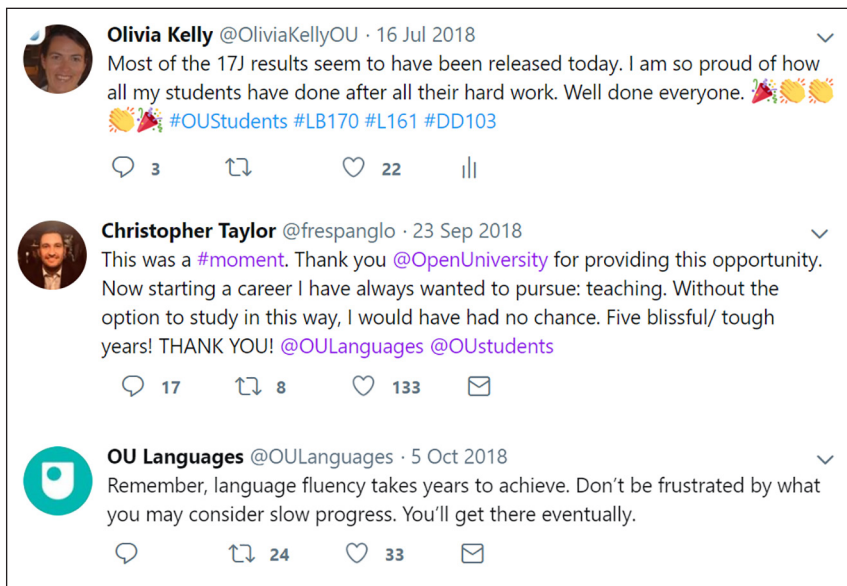 Olivia Kelly @OliviaKellyOU · 16 Jul 2018
Most of the 17J results seem to have been released today. I am so proud of how
all my students have done after all their hard work. Well done everyone. 🎉👏👏
👏🎉 #OUStudents #LB170 #L161 #DD103
3 22
Christopher Taylor @frespanglo · 23 Sep 2018
This was a #moment. Thank you @OpenUniversity for providing this opportunity.
Now starting a career I have always wanted to pursue: teaching. Without the
option to study in this way, I would have had no chance. Five blissful/ tough
years! THANK YOU! @OULanguages @OUstudents
17 8 133
OU Languages @OULanguages · 5 Oct 2018
Remember, language fluency takes years to achieve. Don't be frustrated by what
you may consider slow progress. You'll get there eventually.
24 33